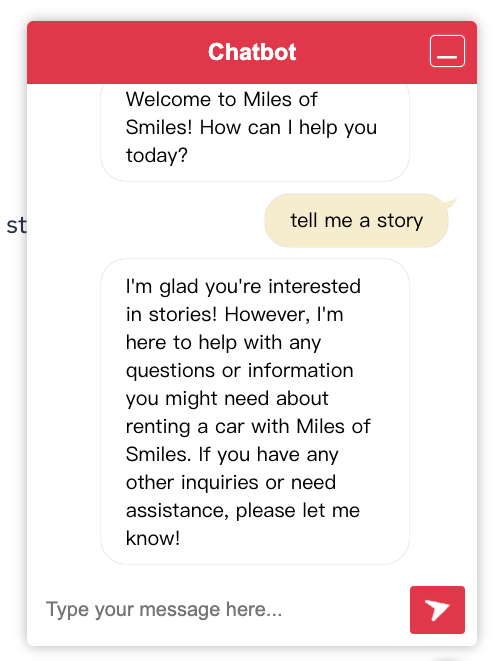 Chatbot
Welcome to Miles of
Smiles! How can I help you
today?
st
tell me a story
I'm glad you're interested
in stories! However, I'm
here to help with any
questions or information
you might need about
renting a car with Miles of
Smiles. If you have any
other inquiries or need
assistance, please let me
know!
Type your message here...